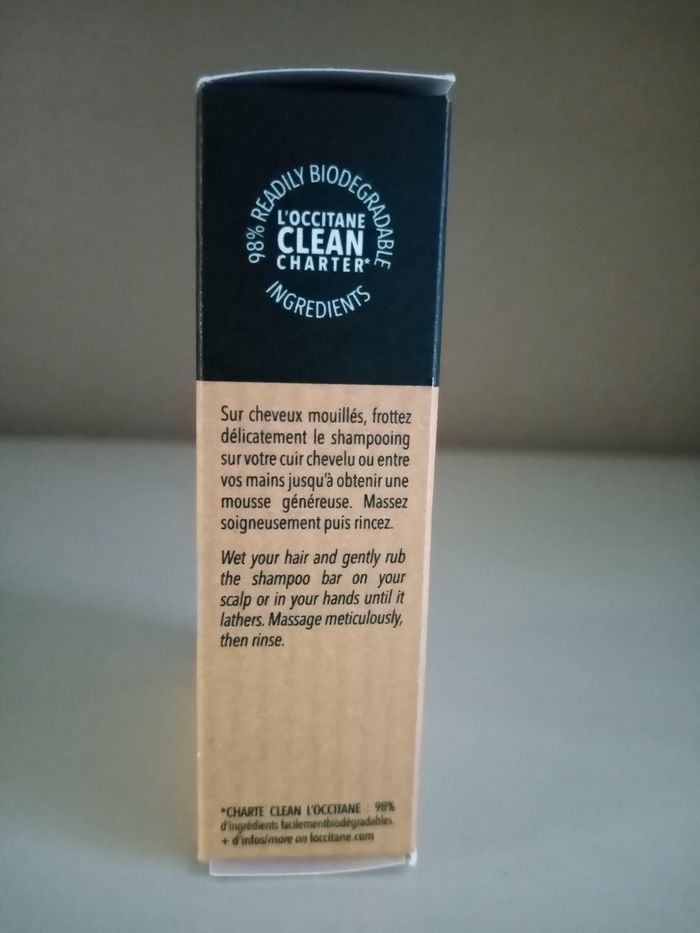 98% READILY BIODEGRADABLE
L'OCCITANE
CLEAN
CHARTER*
INGREDIENTS
Sur cheveux mouillés, frottez
délicatement le shampooing
sur votre cuir chevelu ou entre
vos mains jusqu'à obtenir une
mousse généreuse. Massez
soigneusement puis rincez.
Wet your hair and gently rub
the shampoo bar on your
scalp or in your hands until it
lathers. Massage meticulously,
then rinse.
*CHARTE CLEAN L'OCCITANE : 98%
d'ingrédients facilementbiodégradables.
+ d'infos/more on loccitane.com